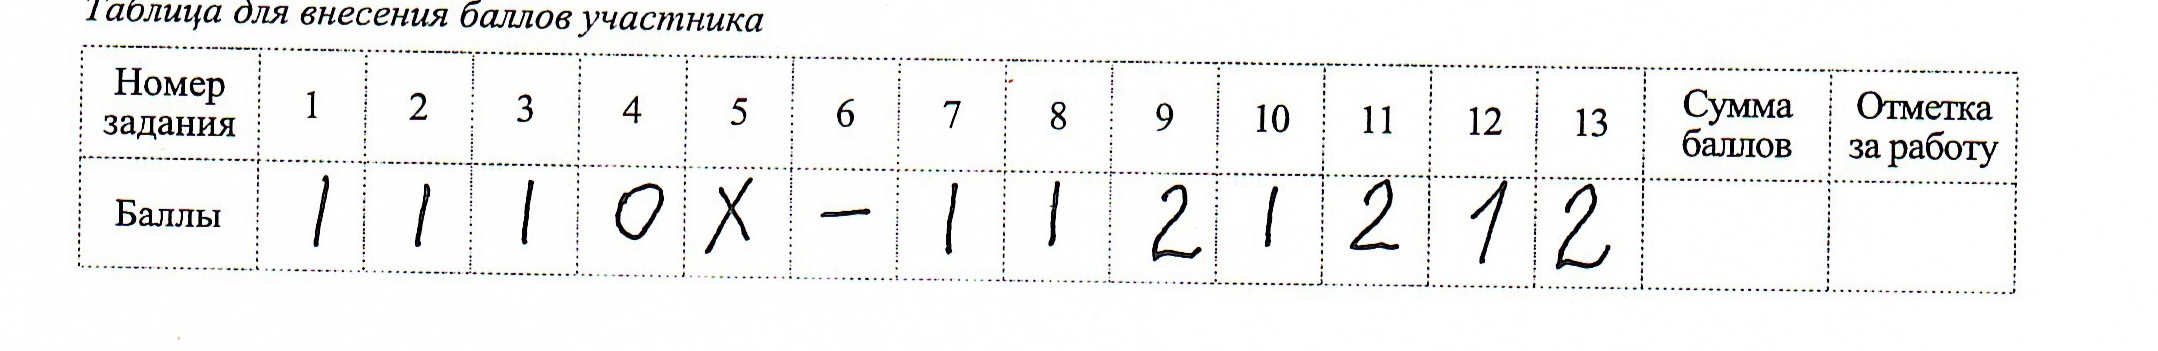 Таблица для внесения баллов участника
Номер задания 1 2 3 4 5 6 7 8 9 10 11 12 13 Сумма баллов Отметка за работу
Баллы 1 1 1 0 X – 1 1 2 1 2 1 2